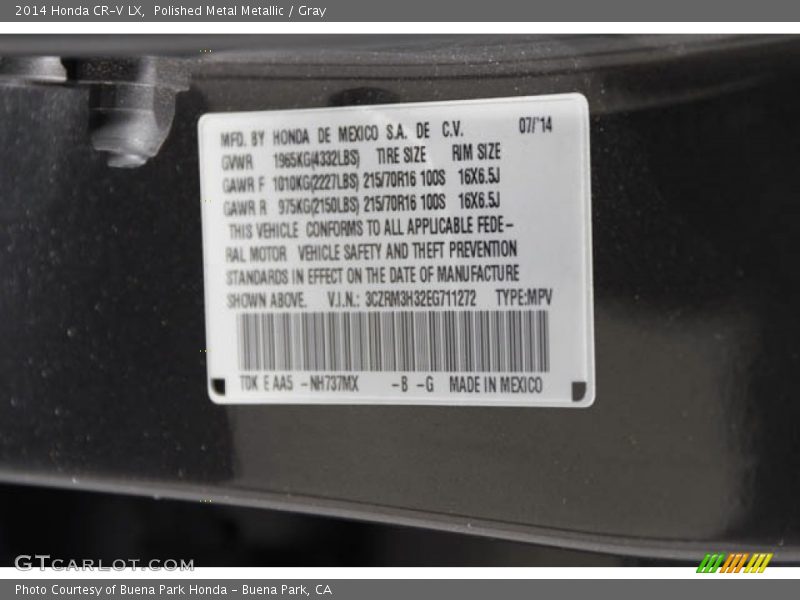 2014 Honda CR-V LX, Polished Metal Metallic / Gray
MFD. BY HONDA DE MEXICO S.A. DE C.V. 07/'14
GVWR 1965KG(4332LBS) TIRE SIZE RIM SIZE
GAWR F 1010KG(2227LBS) 215/70R16 100S 16X6.5J
GAWR R 975KG(2150LBS) 215/70R16 100S 16X6.5J
THIS VEHICLE CONFORMS TO ALL APPLICABLE FEDE-
RAL MOTOR VEHICLE SAFETY AND THEFT PREVENTION
STANDARDS IN EFFECT ON THE DATE OF MANUFACTURE
SHOWN ABOVE. V.I.N.: 3CZRM3H32EG711272 TYPE:MPV
TDK E AA5 -NH737MX -B -G MADE IN MEXICO
GTcarlot.com
Photo Courtesy of Buena Park Honda - Buena Park, CA